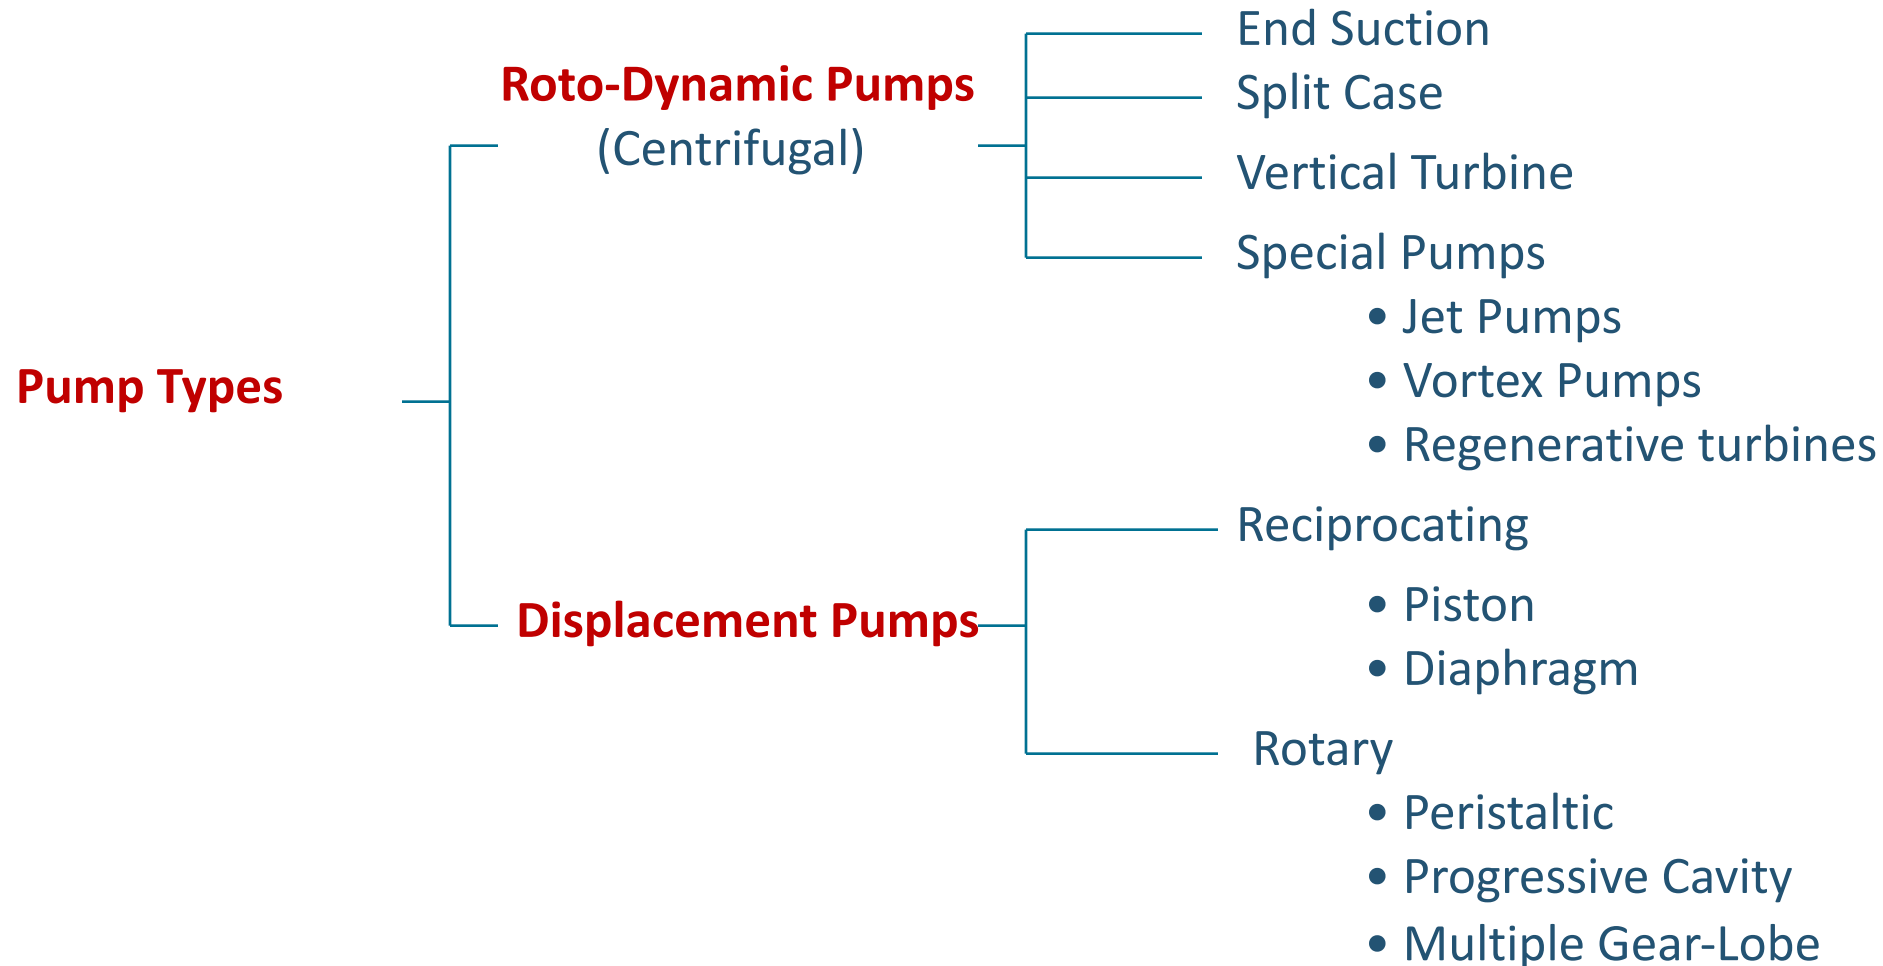 Pump Types
Roto-Dynamic Pumps
(Centrifugal)
End Suction
Split Case
Vertical Turbine
Special Pumps
• Jet Pumps
• Vortex Pumps
• Regenerative turbines
Displacement Pumps
Reciprocating
• Piston
• Diaphragm
Rotary
• Peristaltic
• Progressive Cavity
• Multiple Gear-Lobe